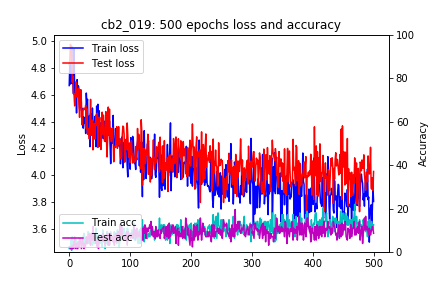 cb2_019: 500 epochs loss and accuracy
Train loss
Test loss
Train acc
Test acc
Loss
5.0
4.8
4.6
4.4
4.2
4.0
3.8
3.6
Accuracy
100
80
60
40
20
0
0 100 200 300 400 500